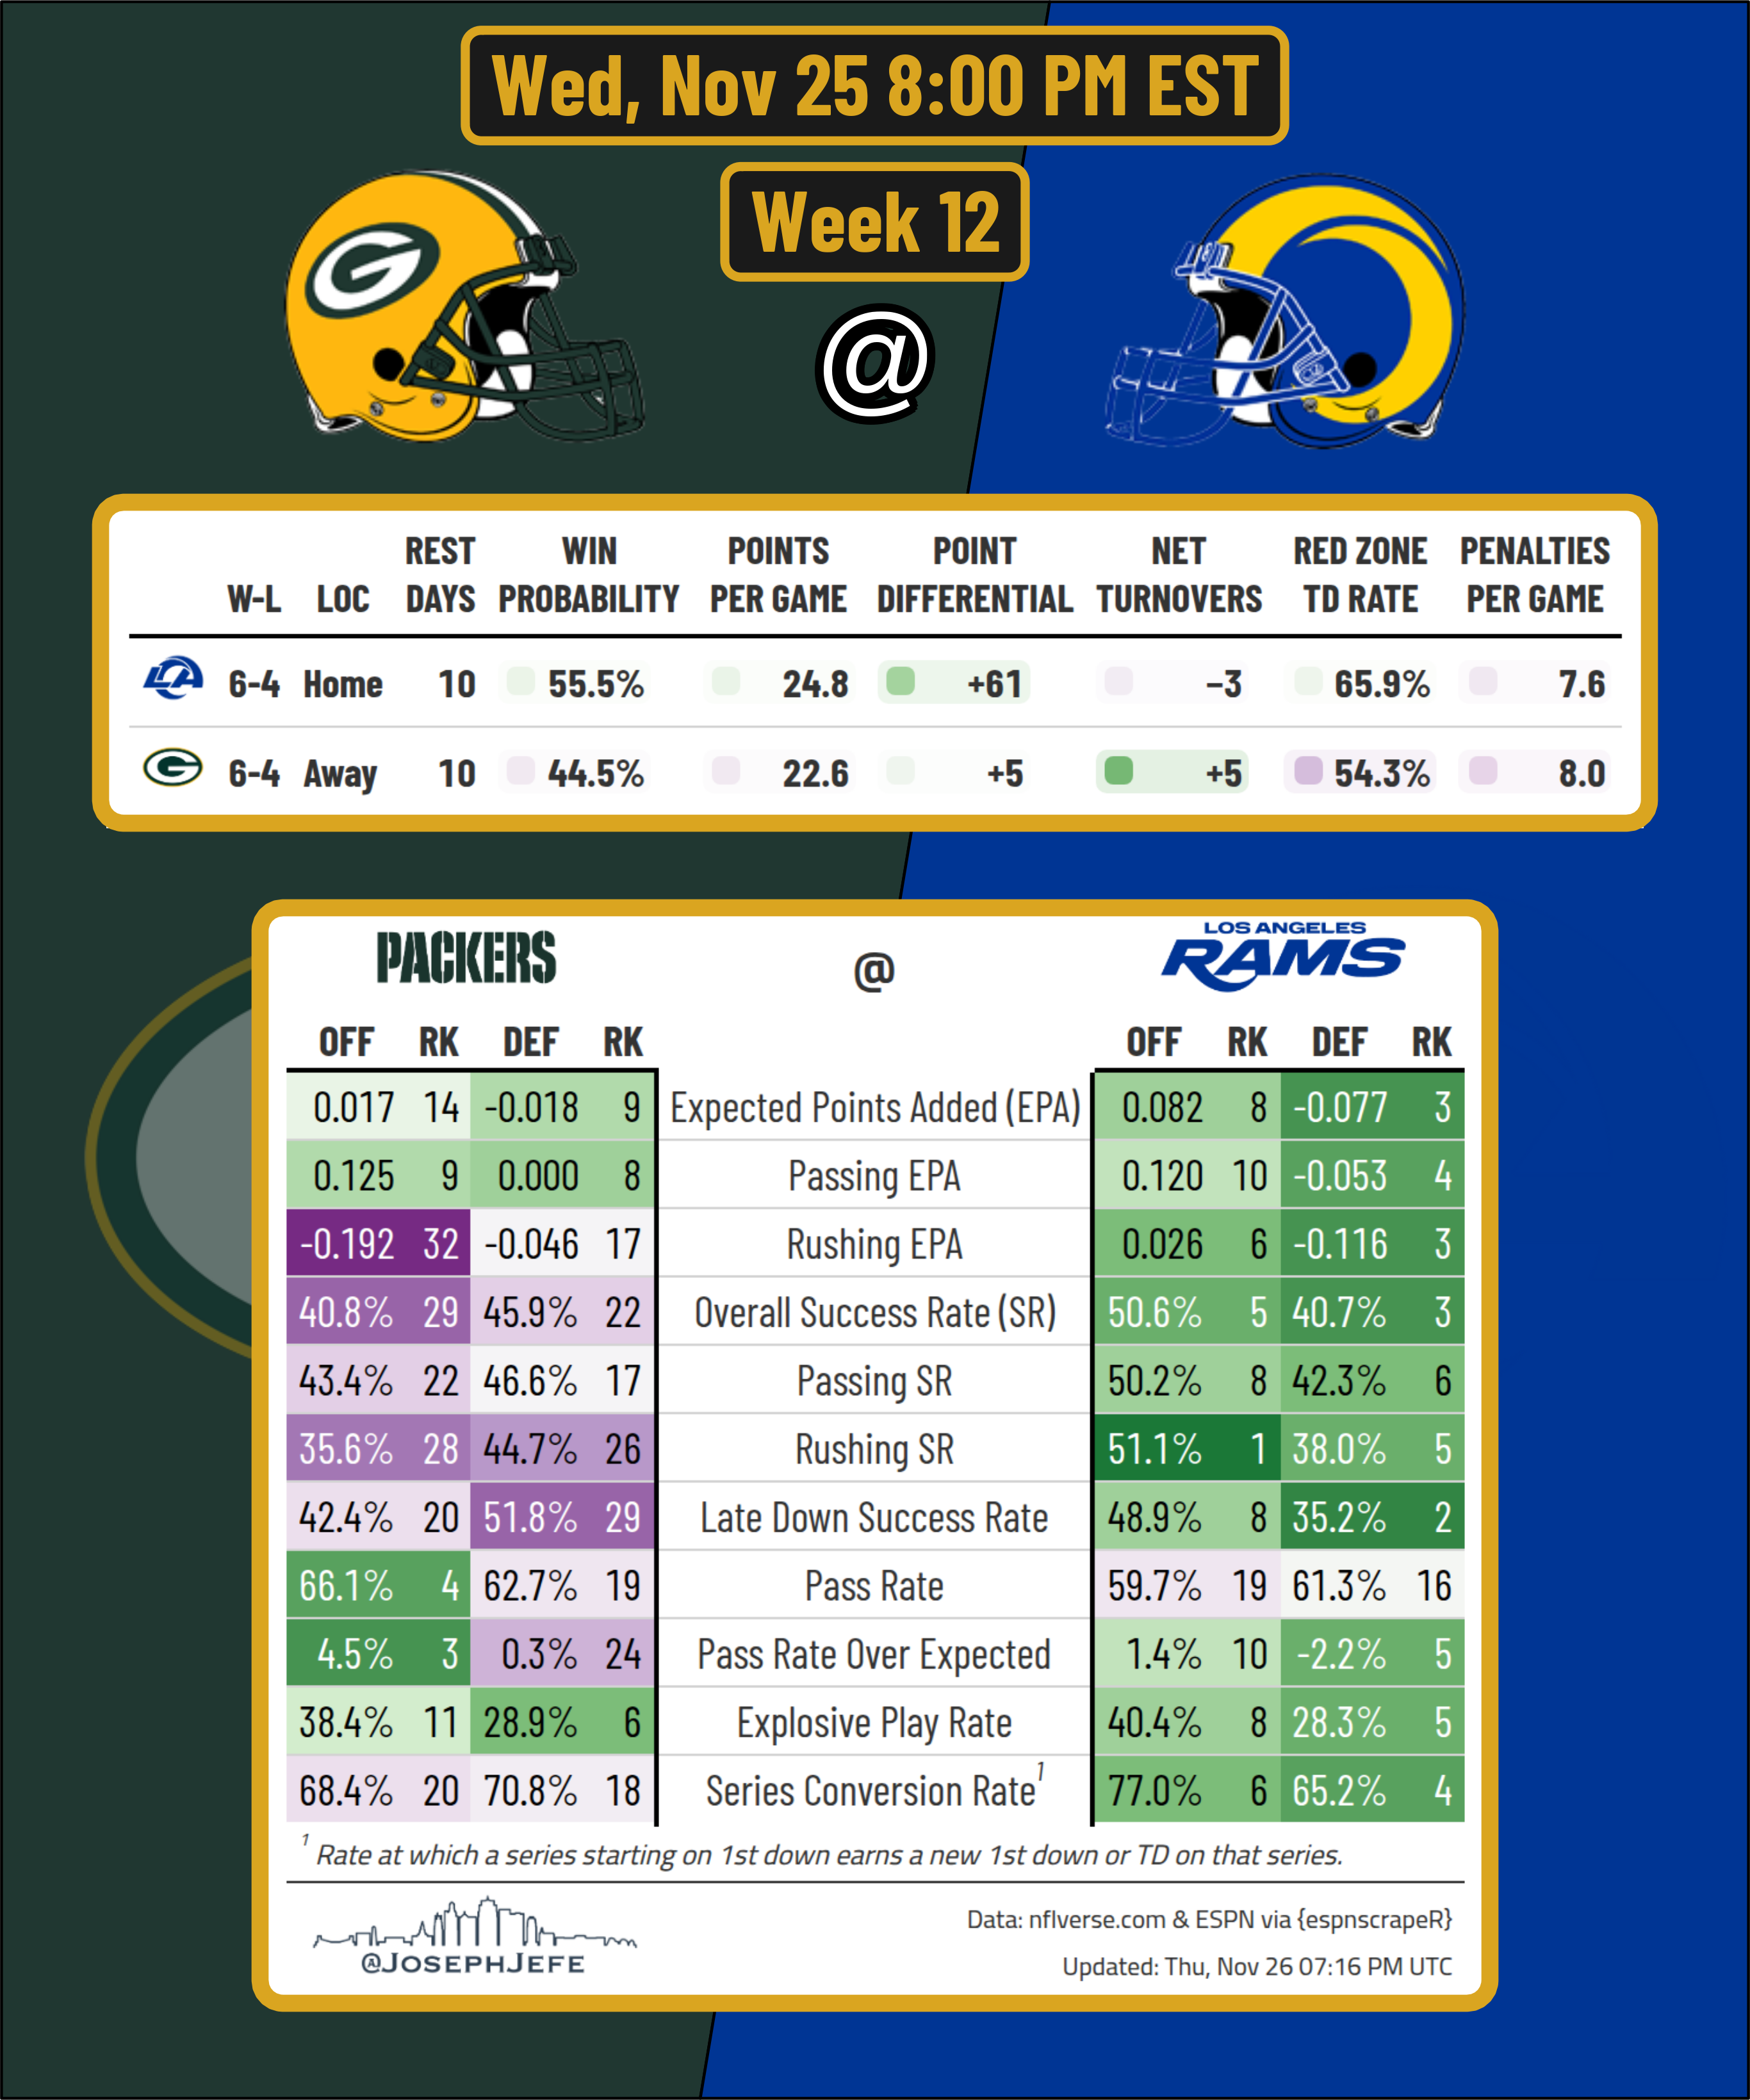 Wed, Nov 25 8:00 PM EST
Week 12
G
@
W-L LOC REST DAYS WIN PROBABILITY POINTS PER GAME POINT DIFFERENTIAL NET TURNOVERS RED ZONE TD RATE PENALTIES PER GAME
LA 6-4 Home 10 55.5% 24.8 +61 −3 65.9% 7.6
G 6-4 Away 10 44.5% 22.6 +5 +5 54.3% 8.0
PACKERS @ LOS ANGELES RAMS
OFF RK DEF RK OFF RK DEF RK
0.017 14 -0.018 9 Expected Points Added (EPA) 0.082 8 -0.077 3
0.125 9 0.000 8 Passing EPA 0.120 10 -0.053 4
-0.192 32 -0.046 17 Rushing EPA 0.026 6 -0.116 3
40.8% 29 45.9% 22 Overall Success Rate (SR) 50.6% 5 40.7% 3
43.4% 22 46.6% 17 Passing SR 50.2% 8 42.3% 6
35.6% 28 44.7% 26 Rushing SR 51.1% 1 38.0% 5
42.4% 20 51.8% 29 Late Down Success Rate 48.9% 8 35.2% 2
66.1% 4 62.7% 19 Pass Rate 59.7% 19 61.3% 16
4.5% 3 0.3% 24 Pass Rate Over Expected 1.4% 10 -2.2% 5
38.4% 11 28.9% 6 Explosive Play Rate 40.4% 8 28.3% 5
68.4% 20 70.8% 18 Series Conversion Rate¹ 77.0% 6 65.2% 4
¹ Rate at which a series starting on 1st down earns a new 1st down or TD on that series.
@JOSEPHJEFE
Data: nflverse.com & ESPN via {espnscrapeR}
Updated: Thu, Nov 26 07:16 PM UTC